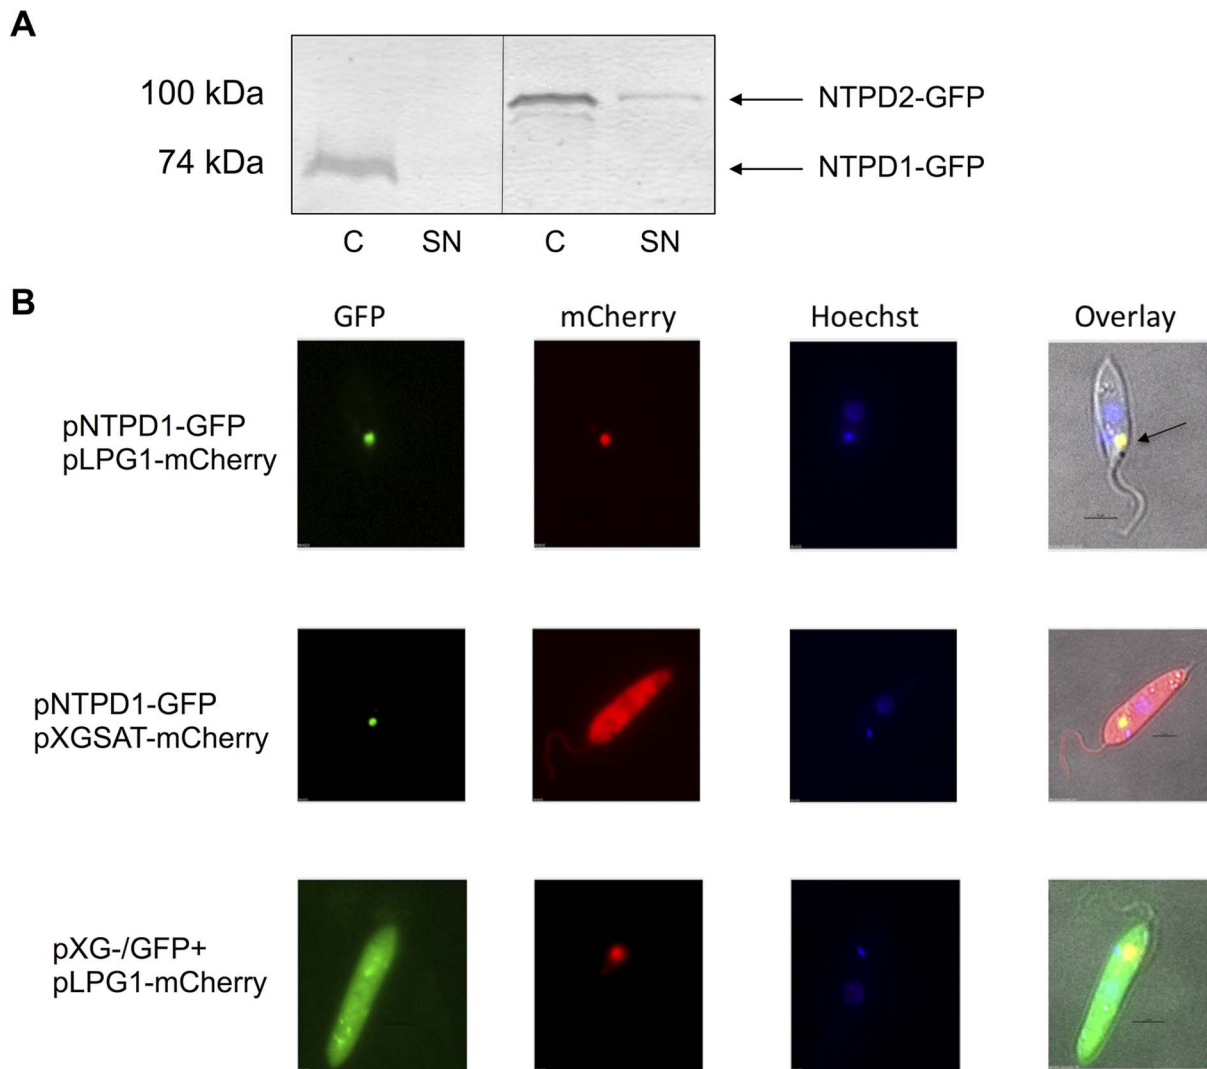 A
100 kDa
74 kDa
NTPD2-GFP
NTPD1-GFP
C SN C SN
B
GFP mCherry Hoechst Overlay
pNTPD1-GFP
pLPG1-mCherry
pNTPD1-GFP
pXGSAT-mCherry
pXG-/GFP+
pLPG1-mCherry